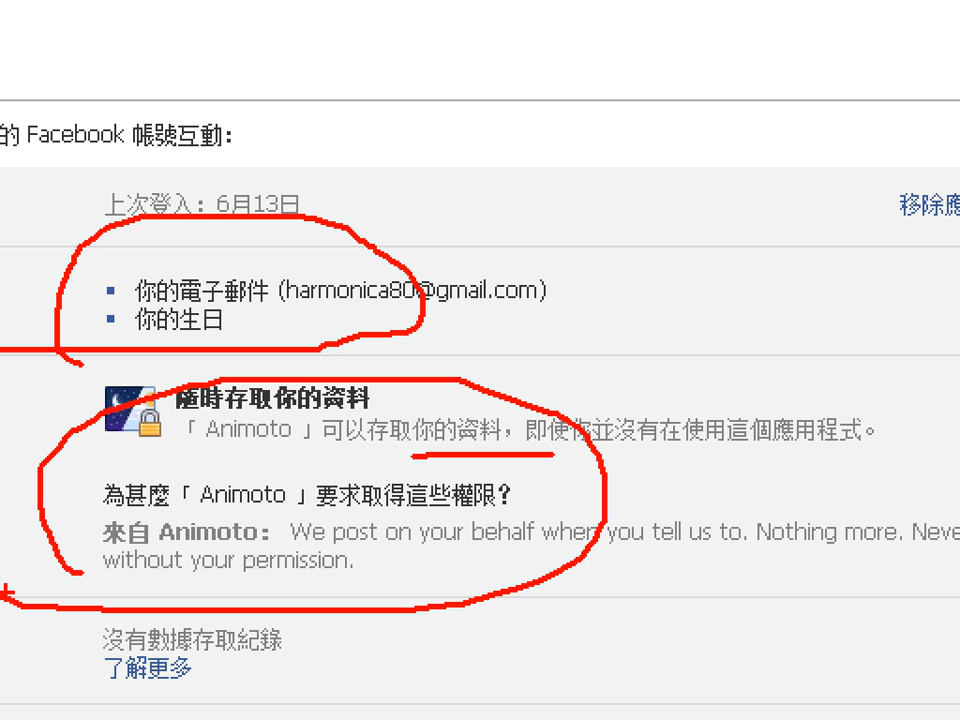 的 Facebook 帳號互動：
上次登入：6月13日
移除應
你的電子郵件 (harmonica80@gmail.com)
你的生日
隨時存取你的資料
「 Animoto 」可以存取你的資料，即使你並沒有在使用這個應用程式。
為甚麼「 Animoto 」要求取得這些權限？
來自 Animoto： We post on your behalf when you tell us to. Nothing more. Neve
without your permission.
沒有數據存取紀錄
了解更多